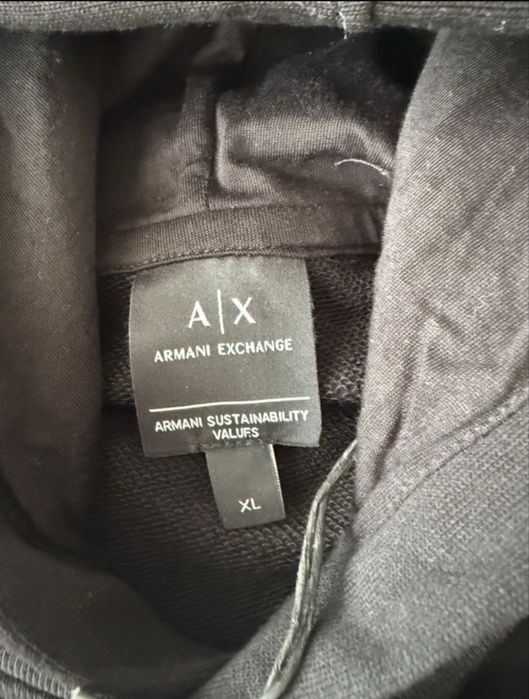 A|X
ARMANI EXCHANGE
ARMANI SUSTAINABILITY
VALUES
XL